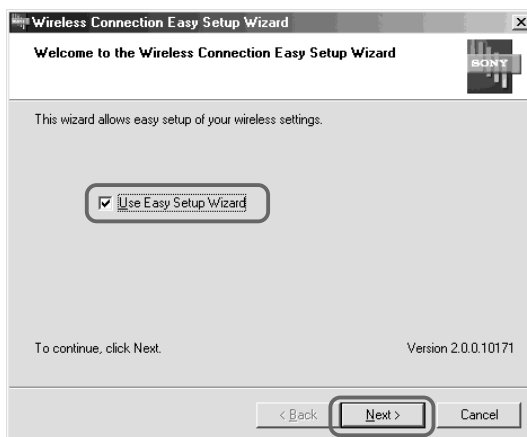 Wireless Connection Easy Setup Wizard
Welcome to the Wireless Connection Easy Setup Wizard
SONY
This wizard allows easy setup of your wireless settings.
Use Easy Setup Wizard
To continue, click Next.
Version 2.0.0.10171
< Back
Next >
Cancel